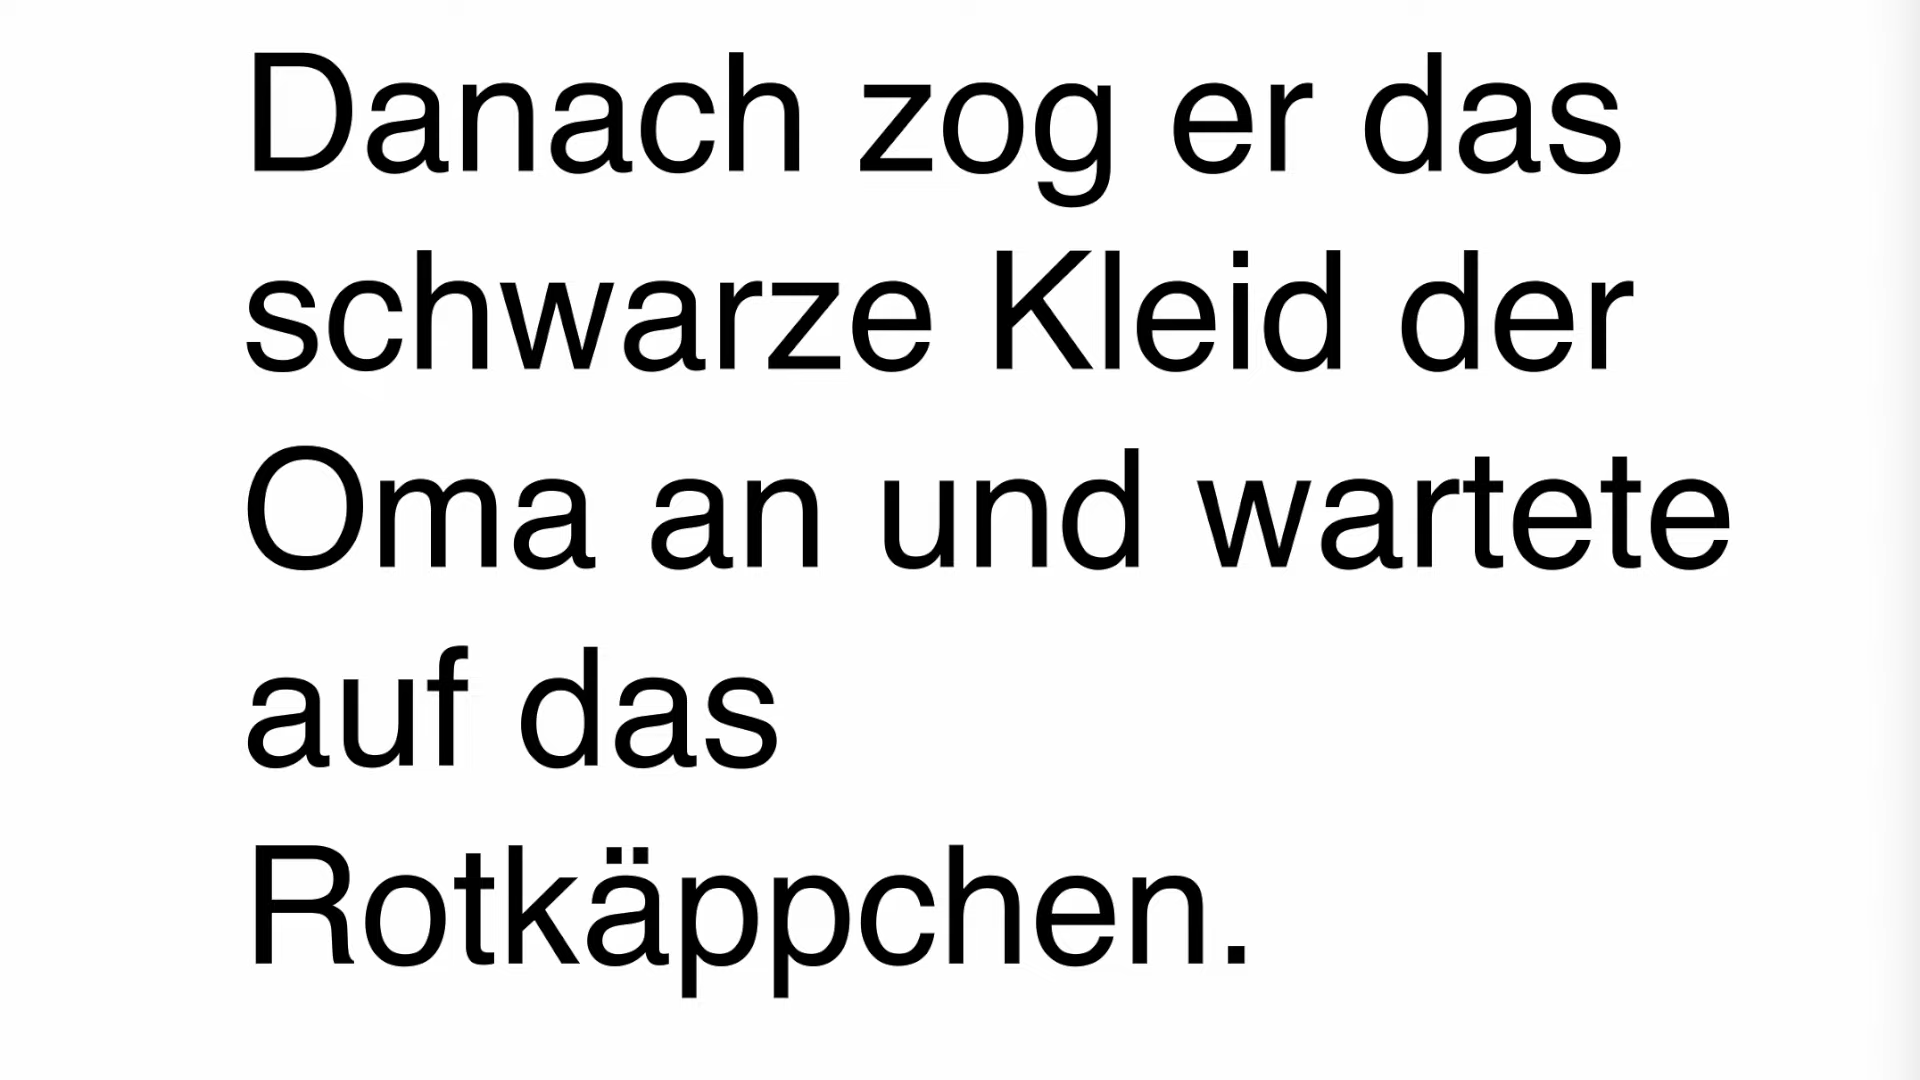 Danach zog er das
schwarze Kleid der
Oma an und wartete
auf das
Rotkäppchen.